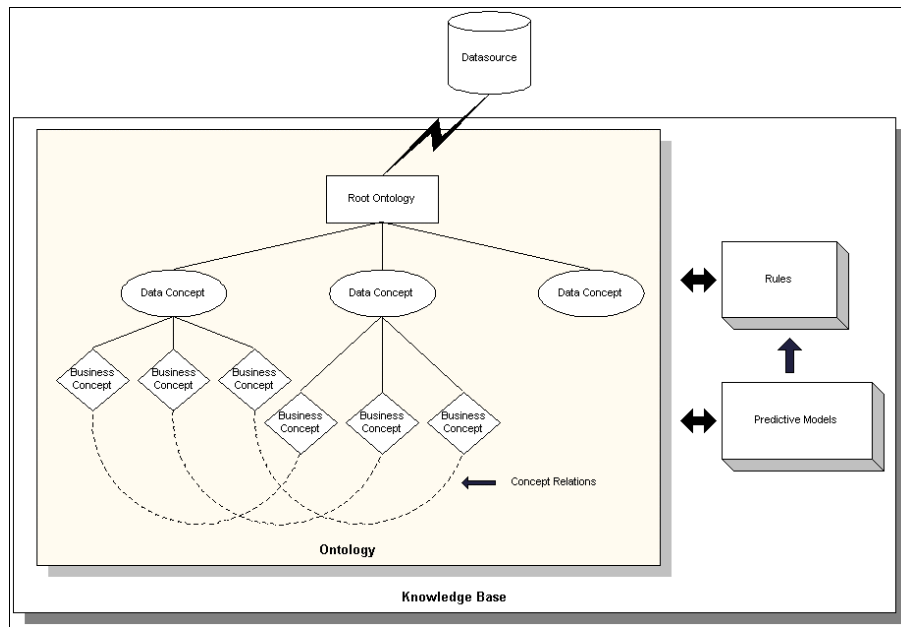 Datasource
Root Ontology
Data Concept
Data Concept
Data Concept
Rules
Business
Concept
Business
Concept
Business
Concept
Business
Concept
Business
Concept
Business
Concept
Predictive Models
Concept Relations
Ontology
Knowledge Base